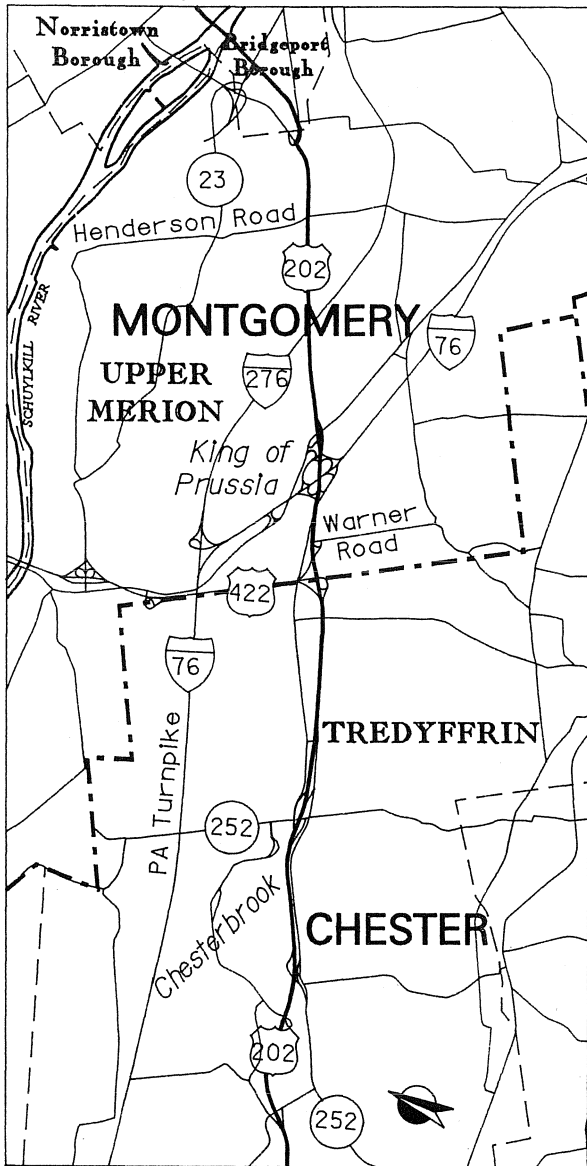 Norristown
Borough
Bridgeport
Borough
23
Henderson Road
202
SCHUYLKILL RIVER
MONTGOMERY
76
UPPER
MERION
276
King of
Prussia
Warner
Road
422
76
PA Turnpike
TREDYFFRIN
252
Chesterbrook
CHESTER
202
252